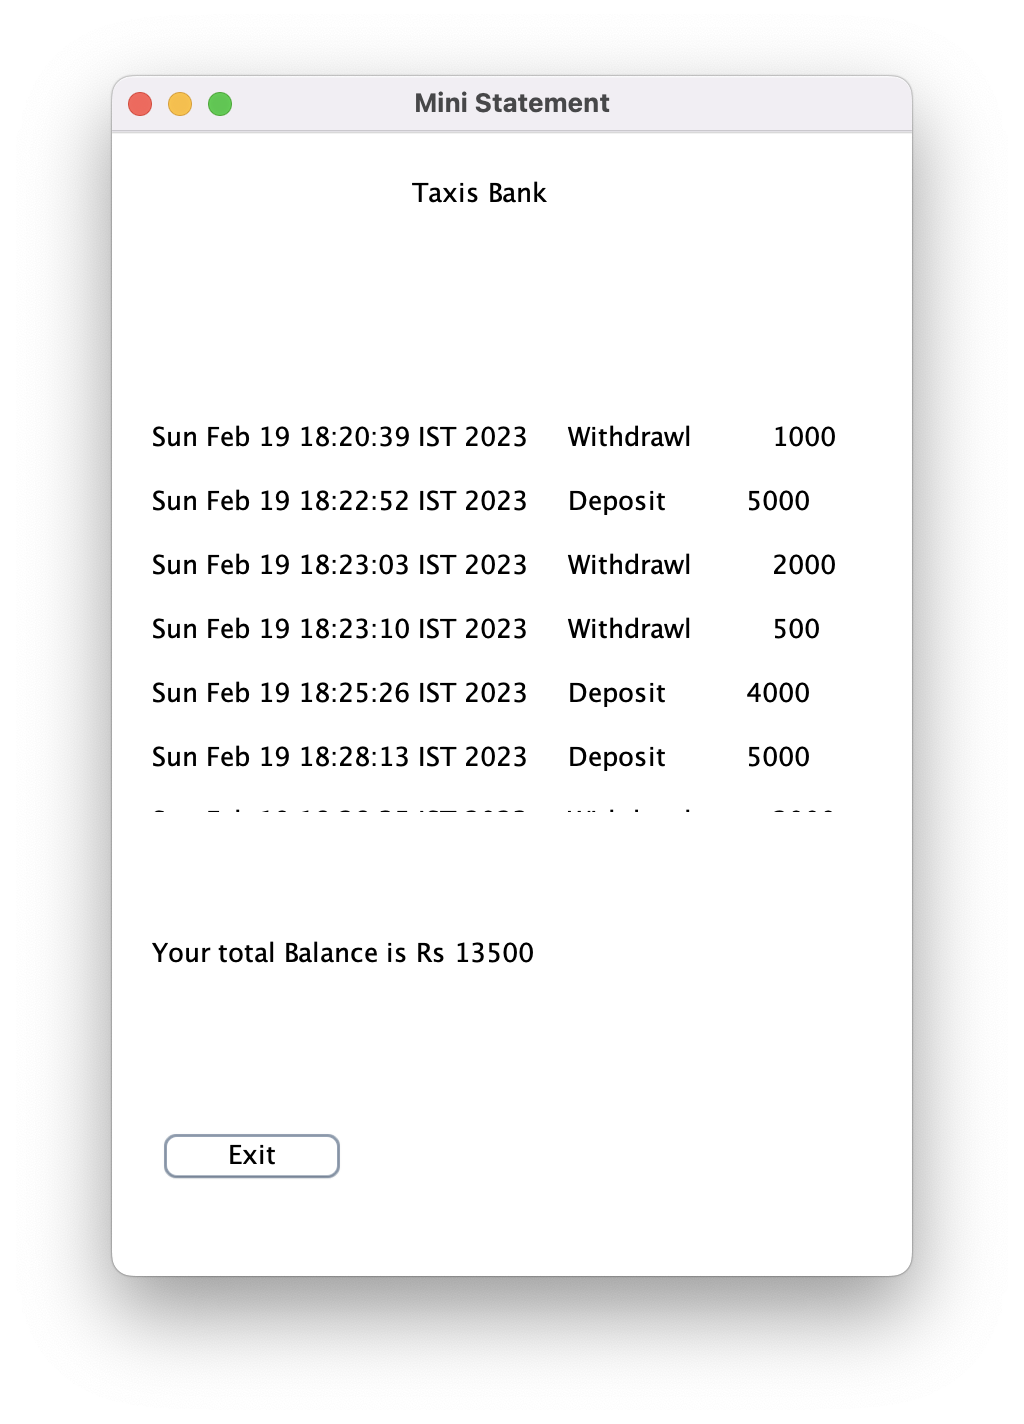 Mini Statement
Taxis Bank
Sun Feb 19 18:20:39 IST 2023 Withdrawl 1000
Sun Feb 19 18:22:52 IST 2023 Deposit 5000
Sun Feb 19 18:23:03 IST 2023 Withdrawl 2000
Sun Feb 19 18:23:10 IST 2023 Withdrawl 500
Sun Feb 19 18:25:26 IST 2023 Deposit 4000
Sun Feb 19 18:28:13 IST 2023 Deposit 5000
Your total Balance is Rs 13500
Exit